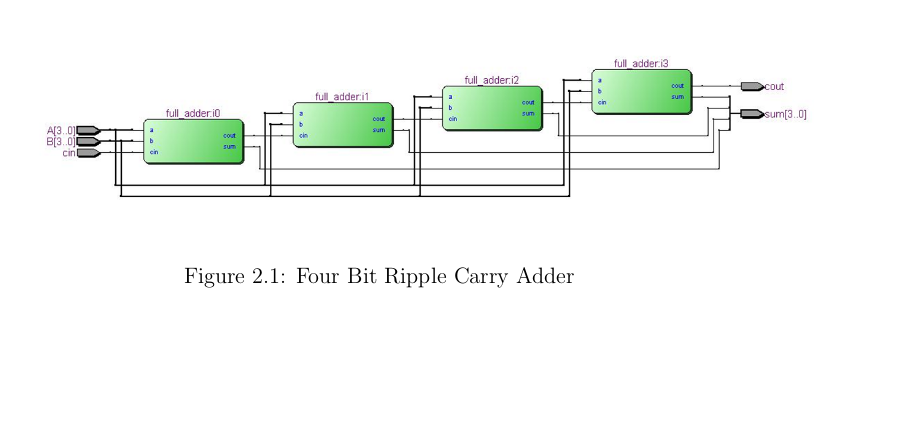 full_adder:i3
full_adder:i2
full_adder:i1
full_adder:i0
a
b
cin
cout
sum
a
b
cin
cout
sum
a
b
cin
cout
sum
a
b
cin
cout
sum
A[3..0]
B[3..0]
cin
cout
sum[3..0]
Figure 2.1: Four Bit Ripple Carry Adder